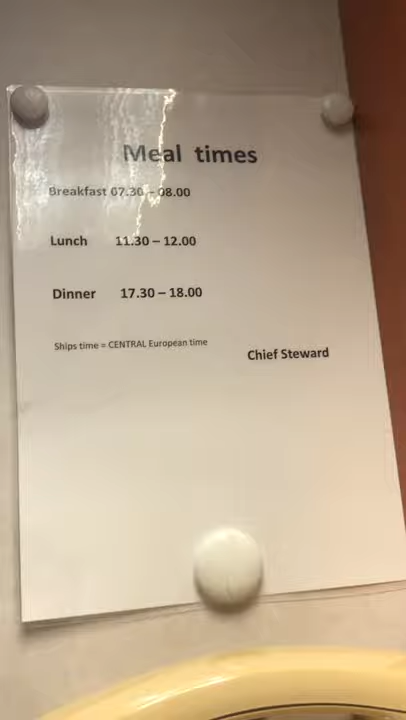 Meal times
Breakfast 07.30 – 08.00
Lunch 11.30 – 12.00
Dinner 17.30 – 18.00
Ships time = CENTRAL European time
Chief Steward